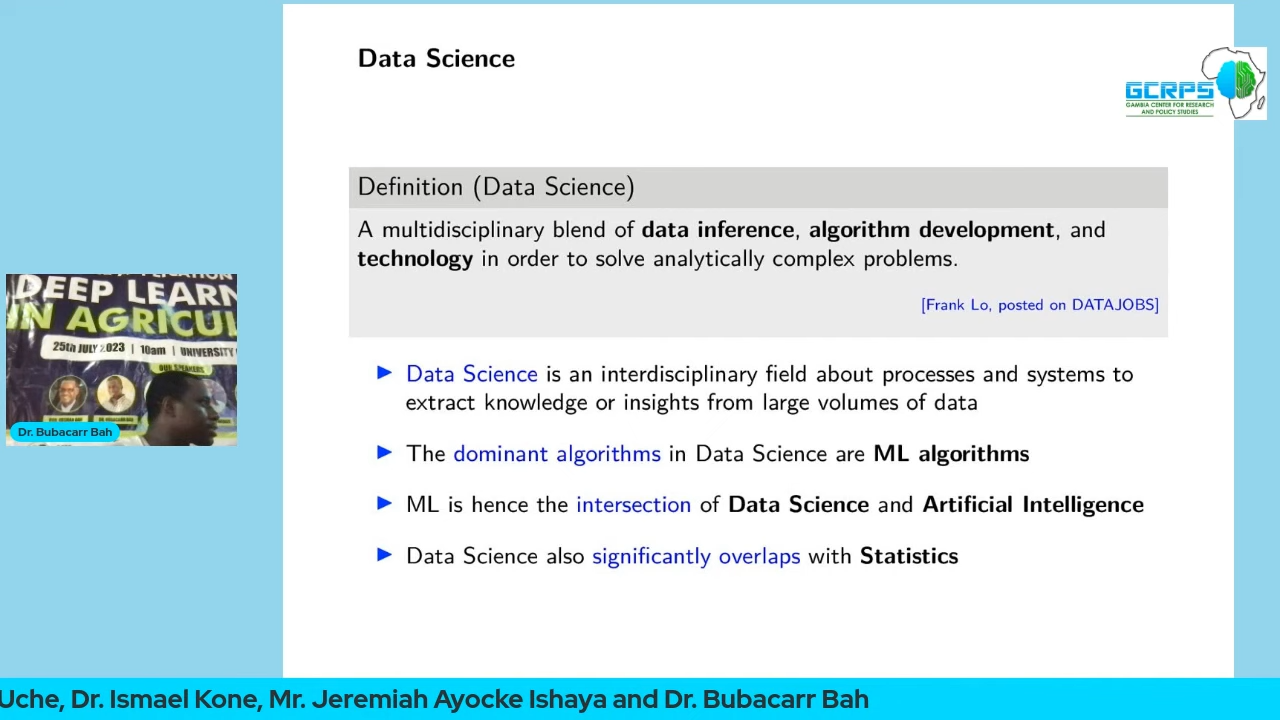 Data Science
GCRPS
GAMBIA CENTER FOR RESEARCH
AND POLICY STUDIES
Definition (Data Science)
A multidisciplinary blend of data inference, algorithm development, and
technology in order to solve analytically complex problems.
[Frank Lo, posted on DATAJOBS]
▶ Data Science is an interdisciplinary field about processes and systems to
extract knowledge or insights from large volumes of data
▶ The dominant algorithms in Data Science are ML algorithms
▶ ML is hence the intersection of Data Science and Artificial Intelligence
▶ Data Science also significantly overlaps with Statistics
DEEP LEARN
IN AGRICUL
25th JULY 2023 | 10am | UNIVERSITY
OUR SPEAKERS
Dr. Bubacarr Bah
Uche, Dr. Ismael Kone, Mr. Jeremiah Ayocke Ishaya and Dr. Bubacarr Bah